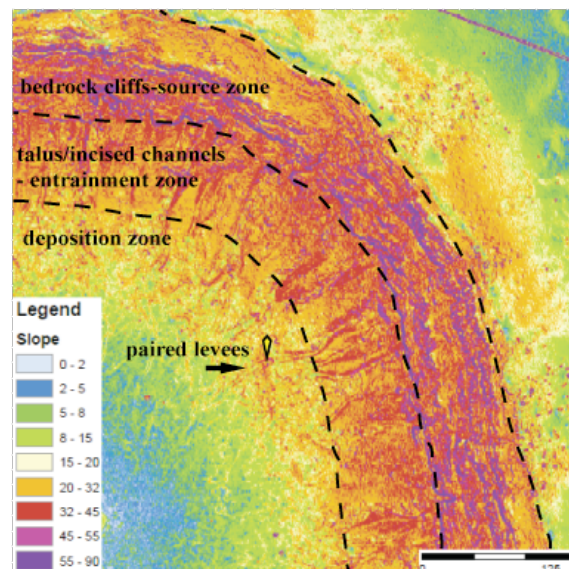 bedrock cliffs-source zone
talus/incised channels
- entrainment zone
deposition zone
paired levees
Legend
Slope
0 - 2
2 - 5
5 - 8
8 - 15
15 - 20
20 - 32
32 - 45
45 - 55
55 - 90